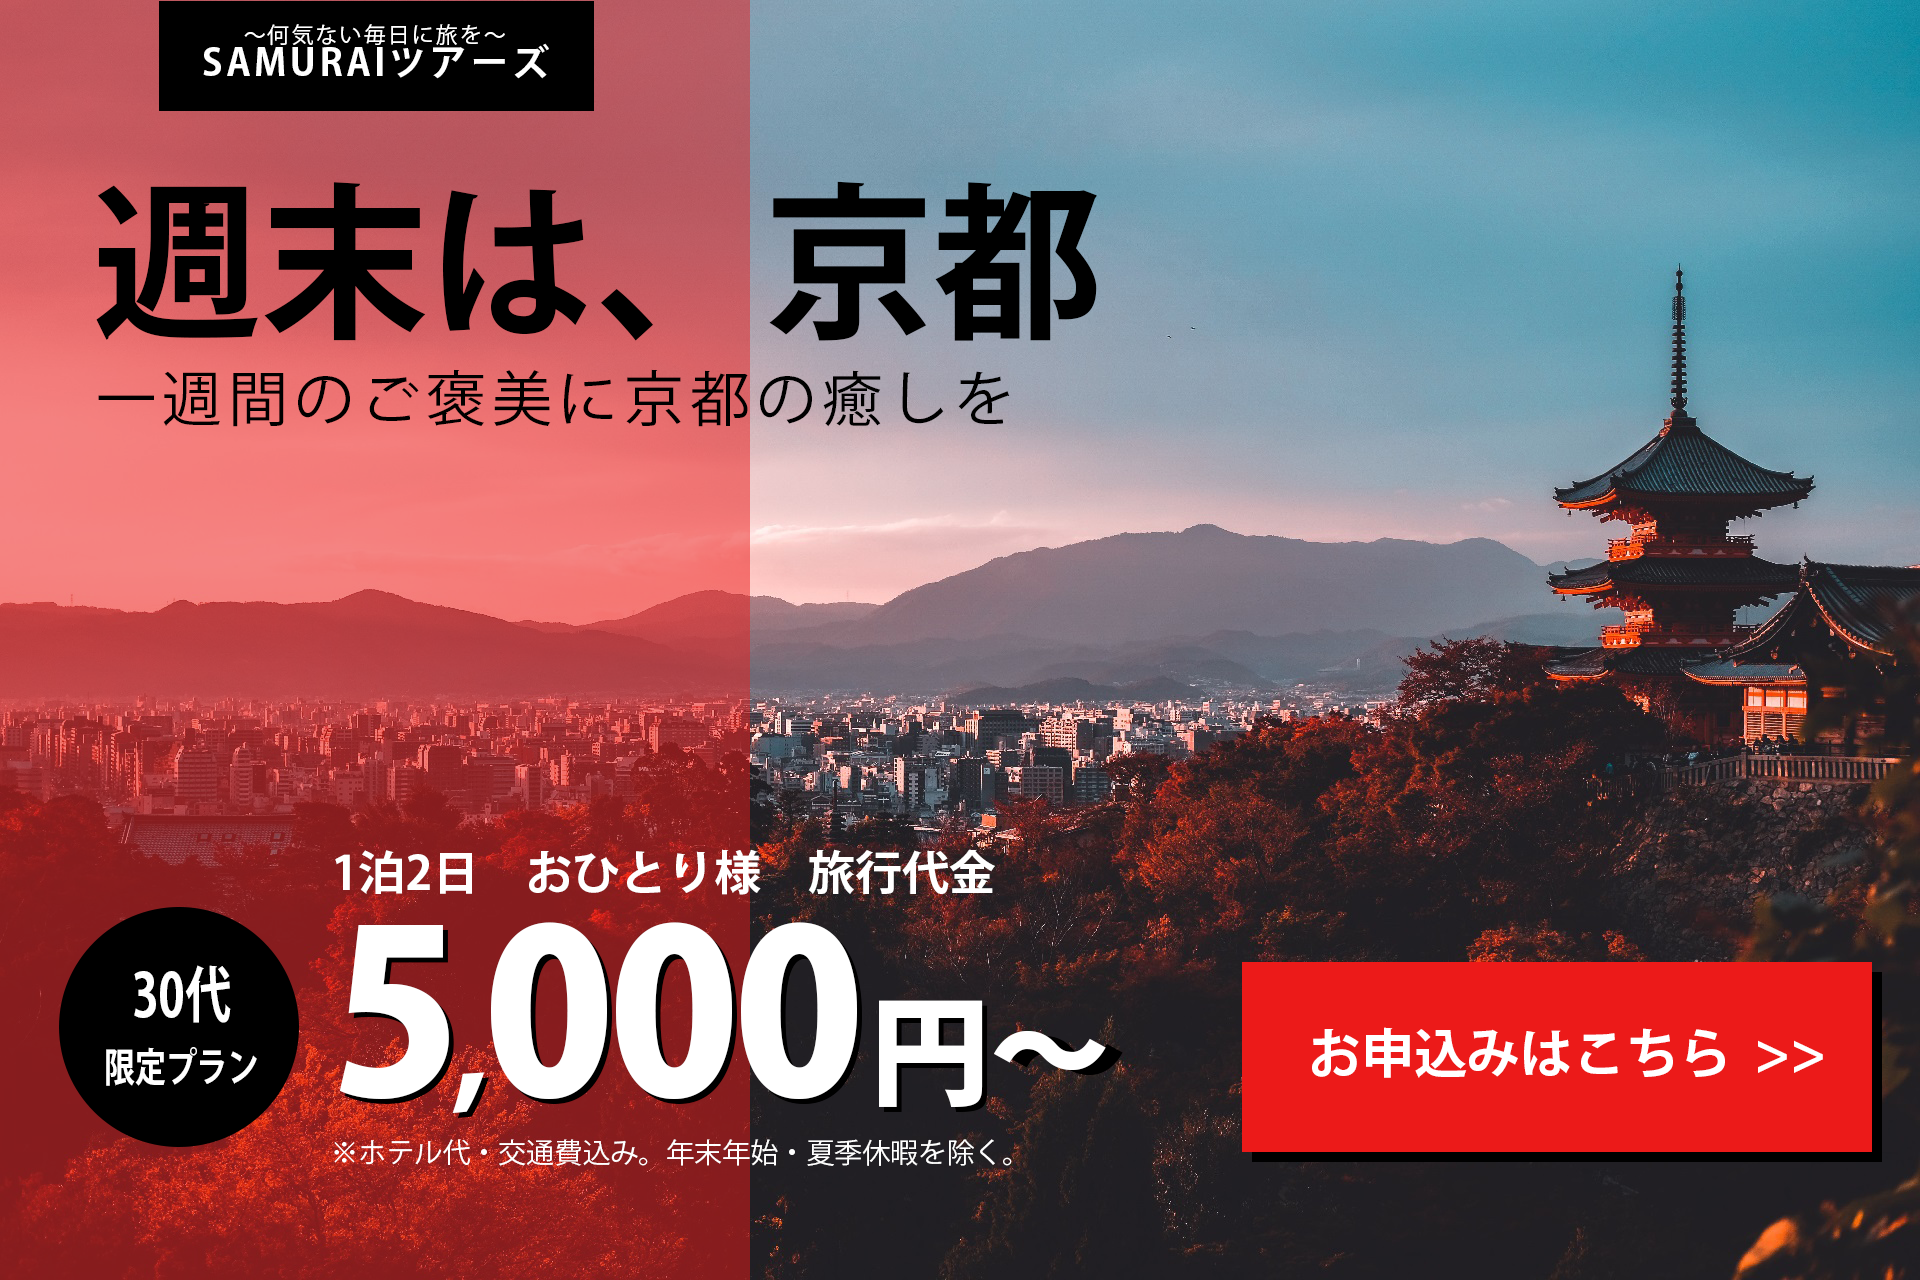 ～何気ない毎日に旅を～
SAMURAIツアーズ
週末は、京都
一週間のご褒美に京都の癒しを
1泊2日　おひとり様　旅行代金
30代
限定プラン
5,000円～
※ホテル代・交通費込み。年末年始・夏季休暇を除く。
お申込みはこちら >>